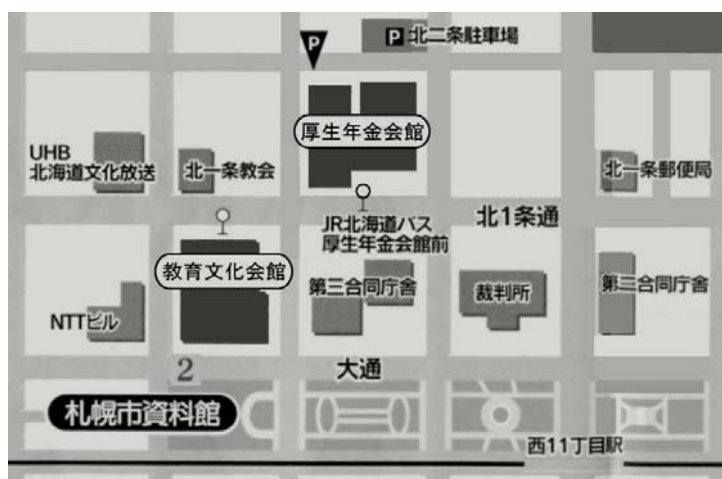 P
P 北二条駐車場
厚生年金会館
UHB
北海道文化放送
北一条教会
北一条郵便局
JR北海道バス
厚生年金会館前
北1条通
教育文化会館
第三合同庁舎
裁判所
第二合同庁舎
NTTビル
2
大通
札幌市資料館
西11丁目駅